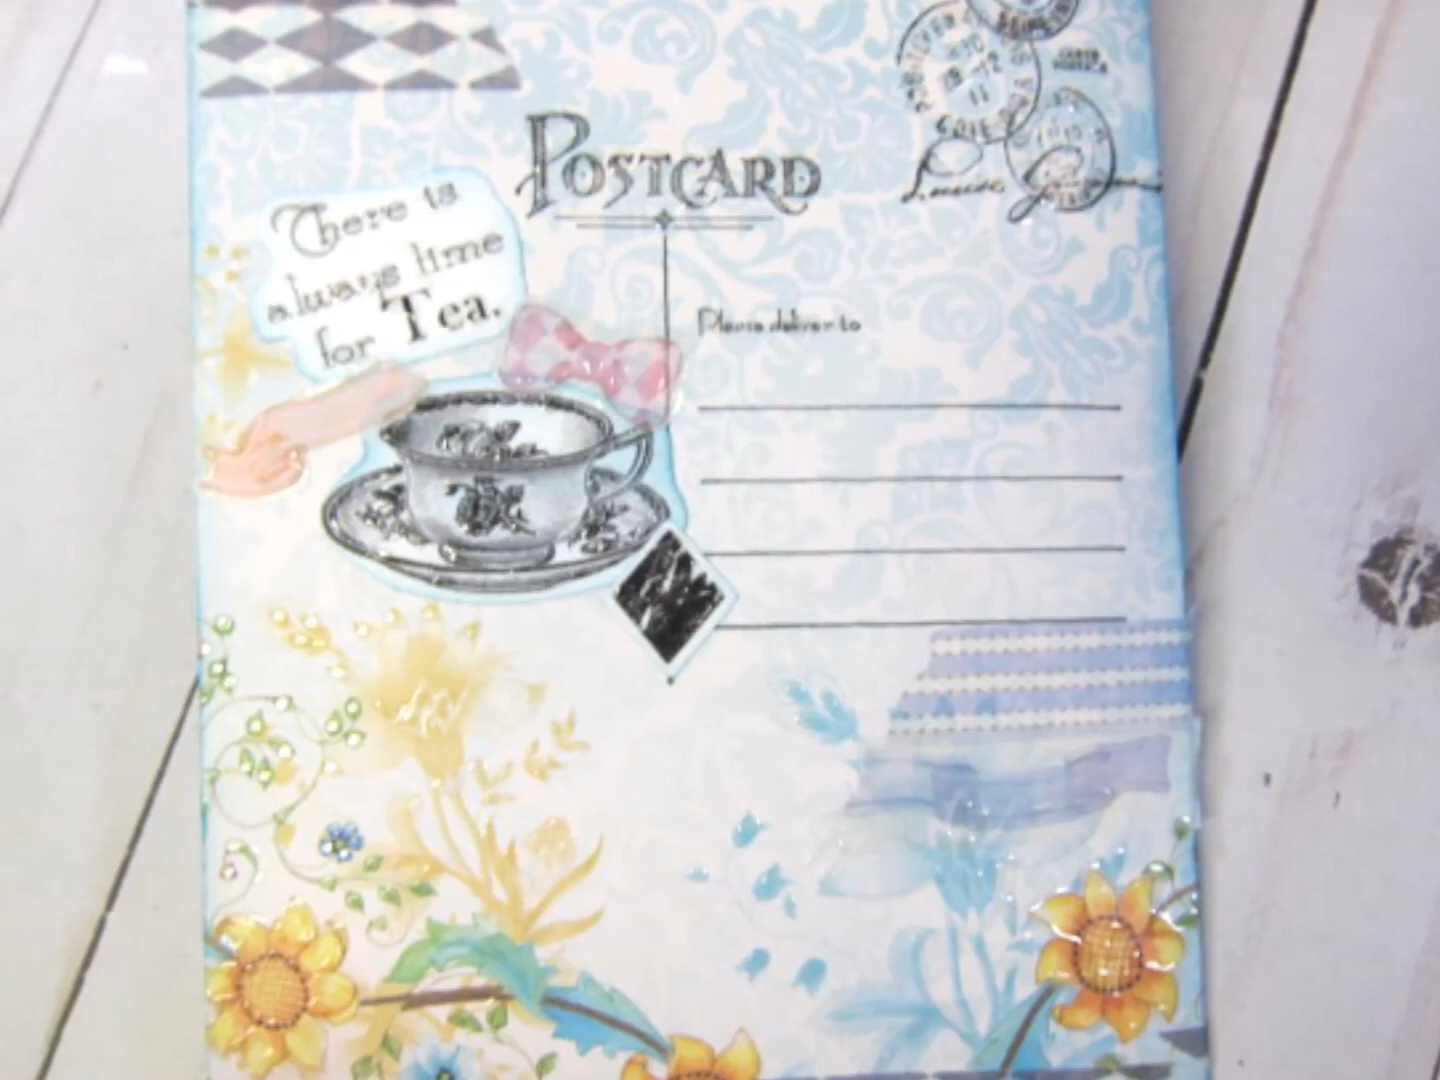 POSTCARD
There is
always time
for Tea.
Please deliver to